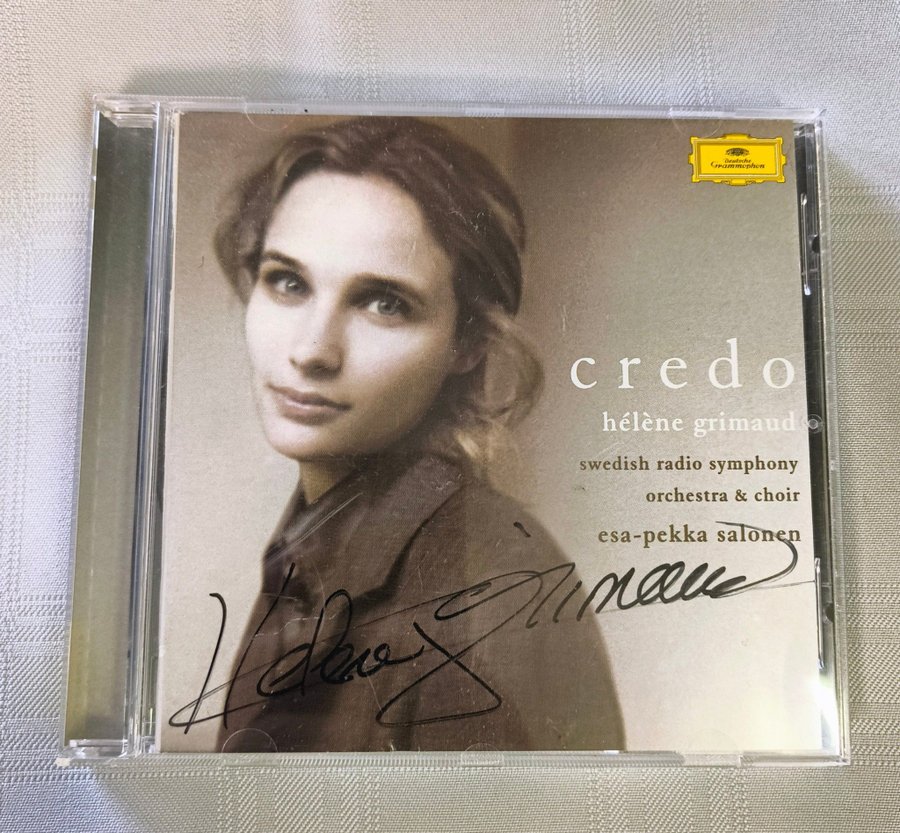 Deutsche
Grammophon
credo
hélène grimaud
swedish radio symphony
orchestra & choir
esa-pekka salonen
Hélène Grimaud